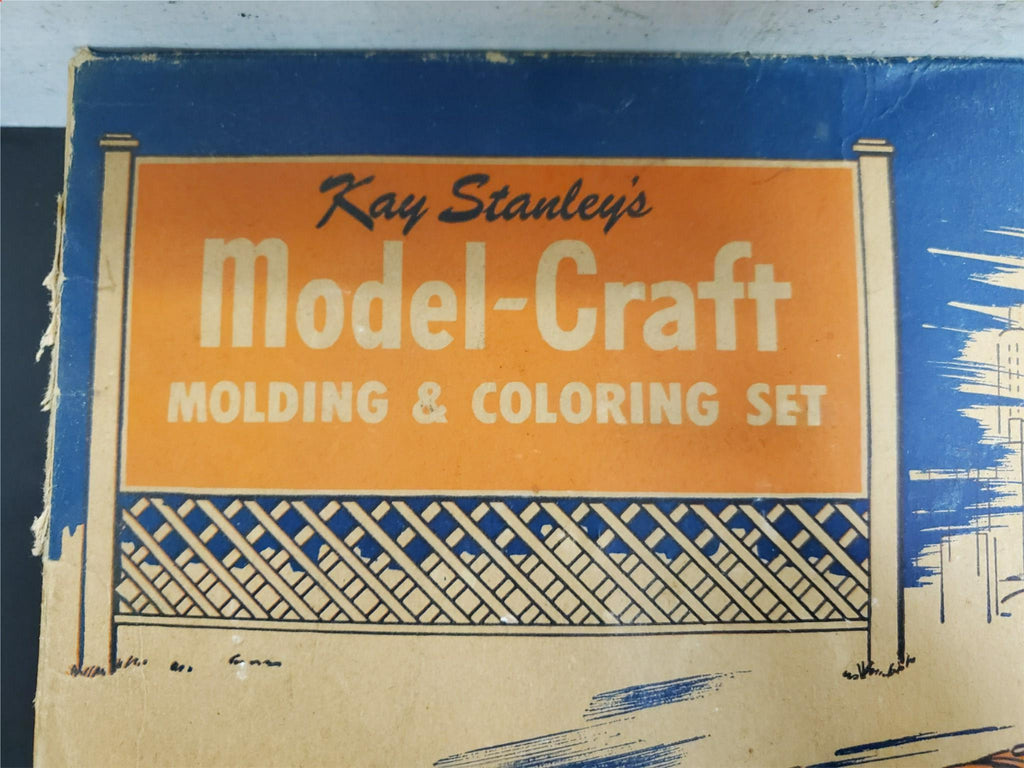 Kay Stanley's
Model-Craft
MOLDING & COLORING SET